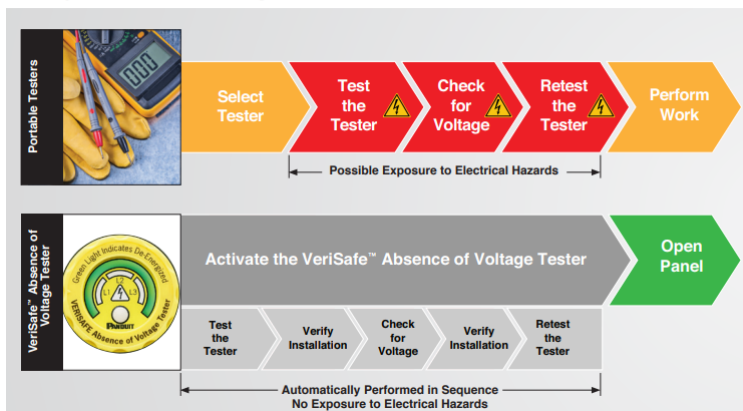 Portable Testers
000
Select
Tester
Test
the
Tester
Check
for
Voltage
Retest
the
Tester
Perform
Work
Possible Exposure to Electrical Hazards
VeriSafe™ Absence of
Voltage Tester
Green Light Indicates De-Energized
L1
L2
L3
PANDUIT
VERISAFE Absence of Voltage Tester
Activate the VeriSafe™ Absence of Voltage Tester
Open
Panel
Test
the
Tester
Verify
Installation
Check
for
Voltage
Verify
Installation
Retest
the
Tester
Automatically Performed in Sequence
No Exposure to Electrical Hazards